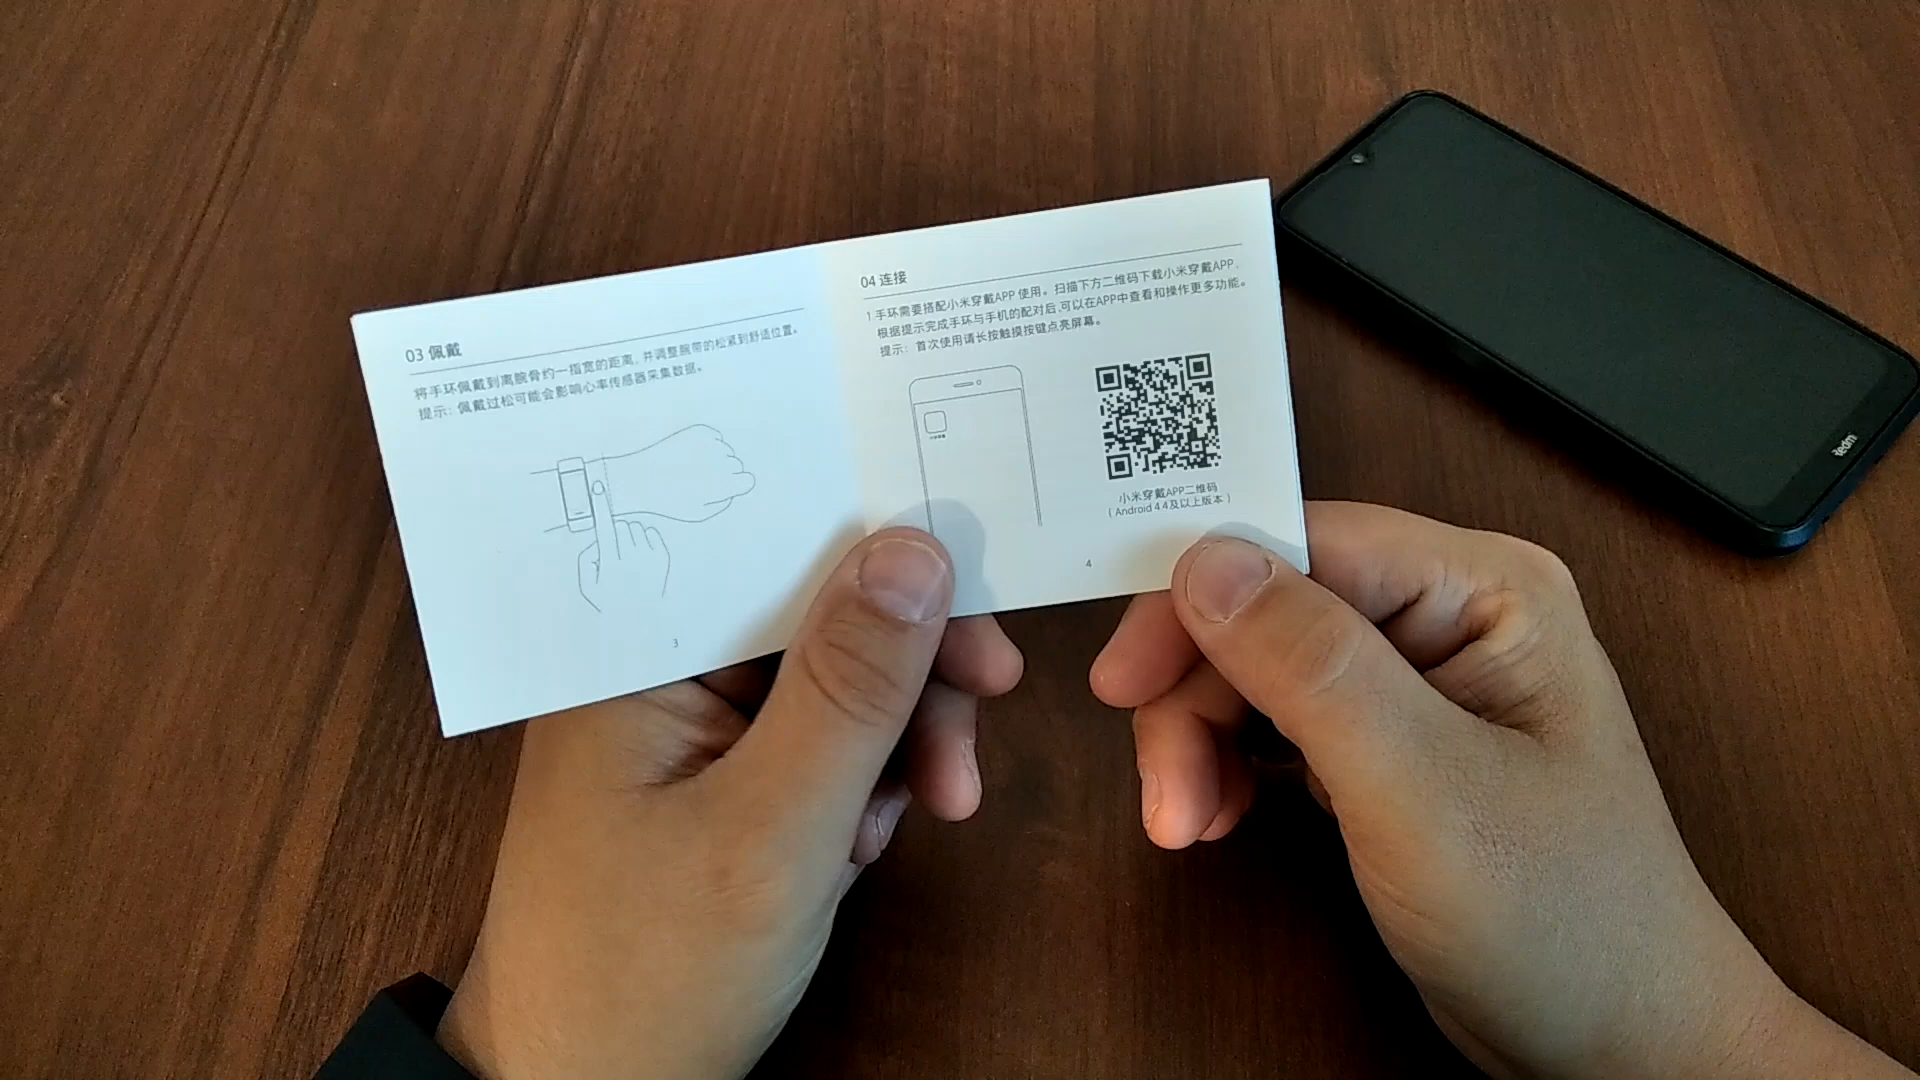 03 佩戴
将手环佩戴到离腕骨约一指宽的距离, 并调整腕带的松紧到舒适位置。
提示: 佩戴过松可能会影响心率传感器采集数据。
3
04 连接
1.手环需要搭配小米穿戴APP 使用。扫描下方二维码下载小米穿戴APP,
根据提示完成手环与手机的配对后,可以在APP中查看和操作更多功能。
提示: 首次使用请长按触摸按键点亮屏幕。
小米穿戴APP二维码
( Android 4.4及以上版本 )
4